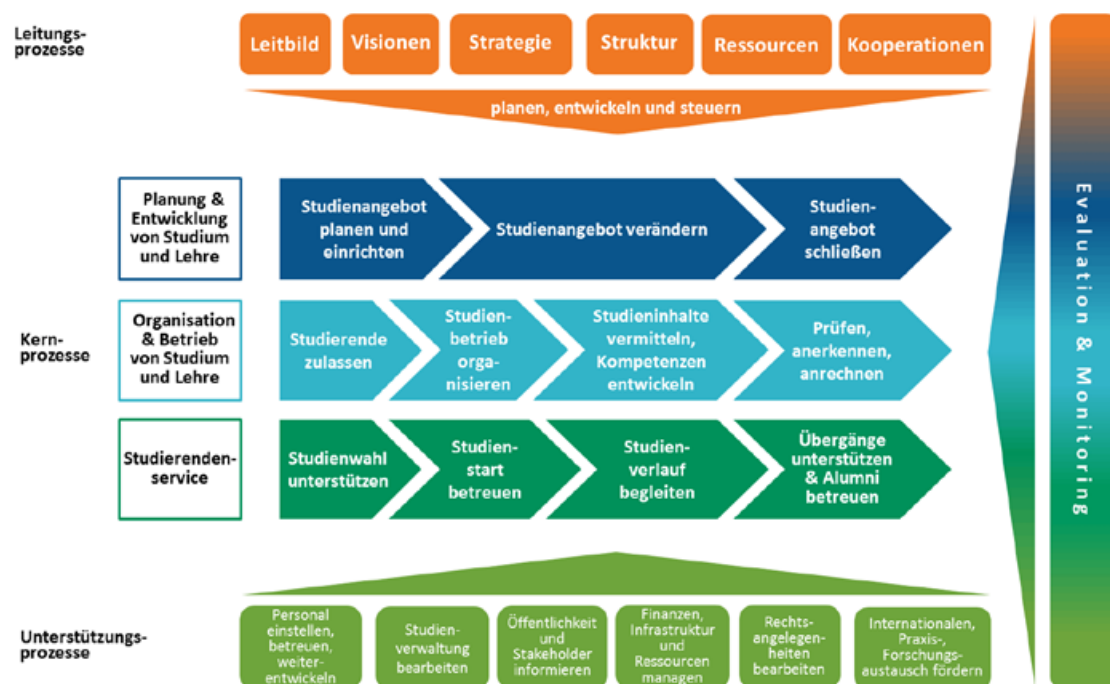 Leitungs-
prozesse
Leitbild
Visionen
Strategie
Struktur
Ressourcen
Kooperationen
planen, entwickeln und steuern
Kern-
prozesse
Planung &
Entwicklung
von Studium
und Lehre
Studienangebot
planen und
einrichten
Studienangebot verändern
Studien-
angebot
schließen
Organisation
& Betrieb
von Studium
und Lehre
Studierende
zulassen
Studien-
betrieb
orga-
nisieren
Studieninhalte
vermitteln,
Kompetenzen
entwickeln
Prüfen,
anerkennen,
anrechnen
Studierenden-
service
Studienwahl
unterstützen
Studien-
start
betreuen
Studien-
verlauf
begleiten
Übergänge
unterstützen
& Alumni
betreuen
Unterstützungs-
prozesse
Personal
einstellen,
betreuen,
weiter-
entwickeln
Studien-
verwaltung
bearbeiten
Öffentlichkeit
und
Stakeholder
informieren
Finanzen,
Infrastruktur
und
Ressourcen
managen
Rechts-
angelegen-
heiten
bearbeiten
Internationalen,
Praxis-,
Forschungs-
austausch fördern
Evaluation & Monitoring